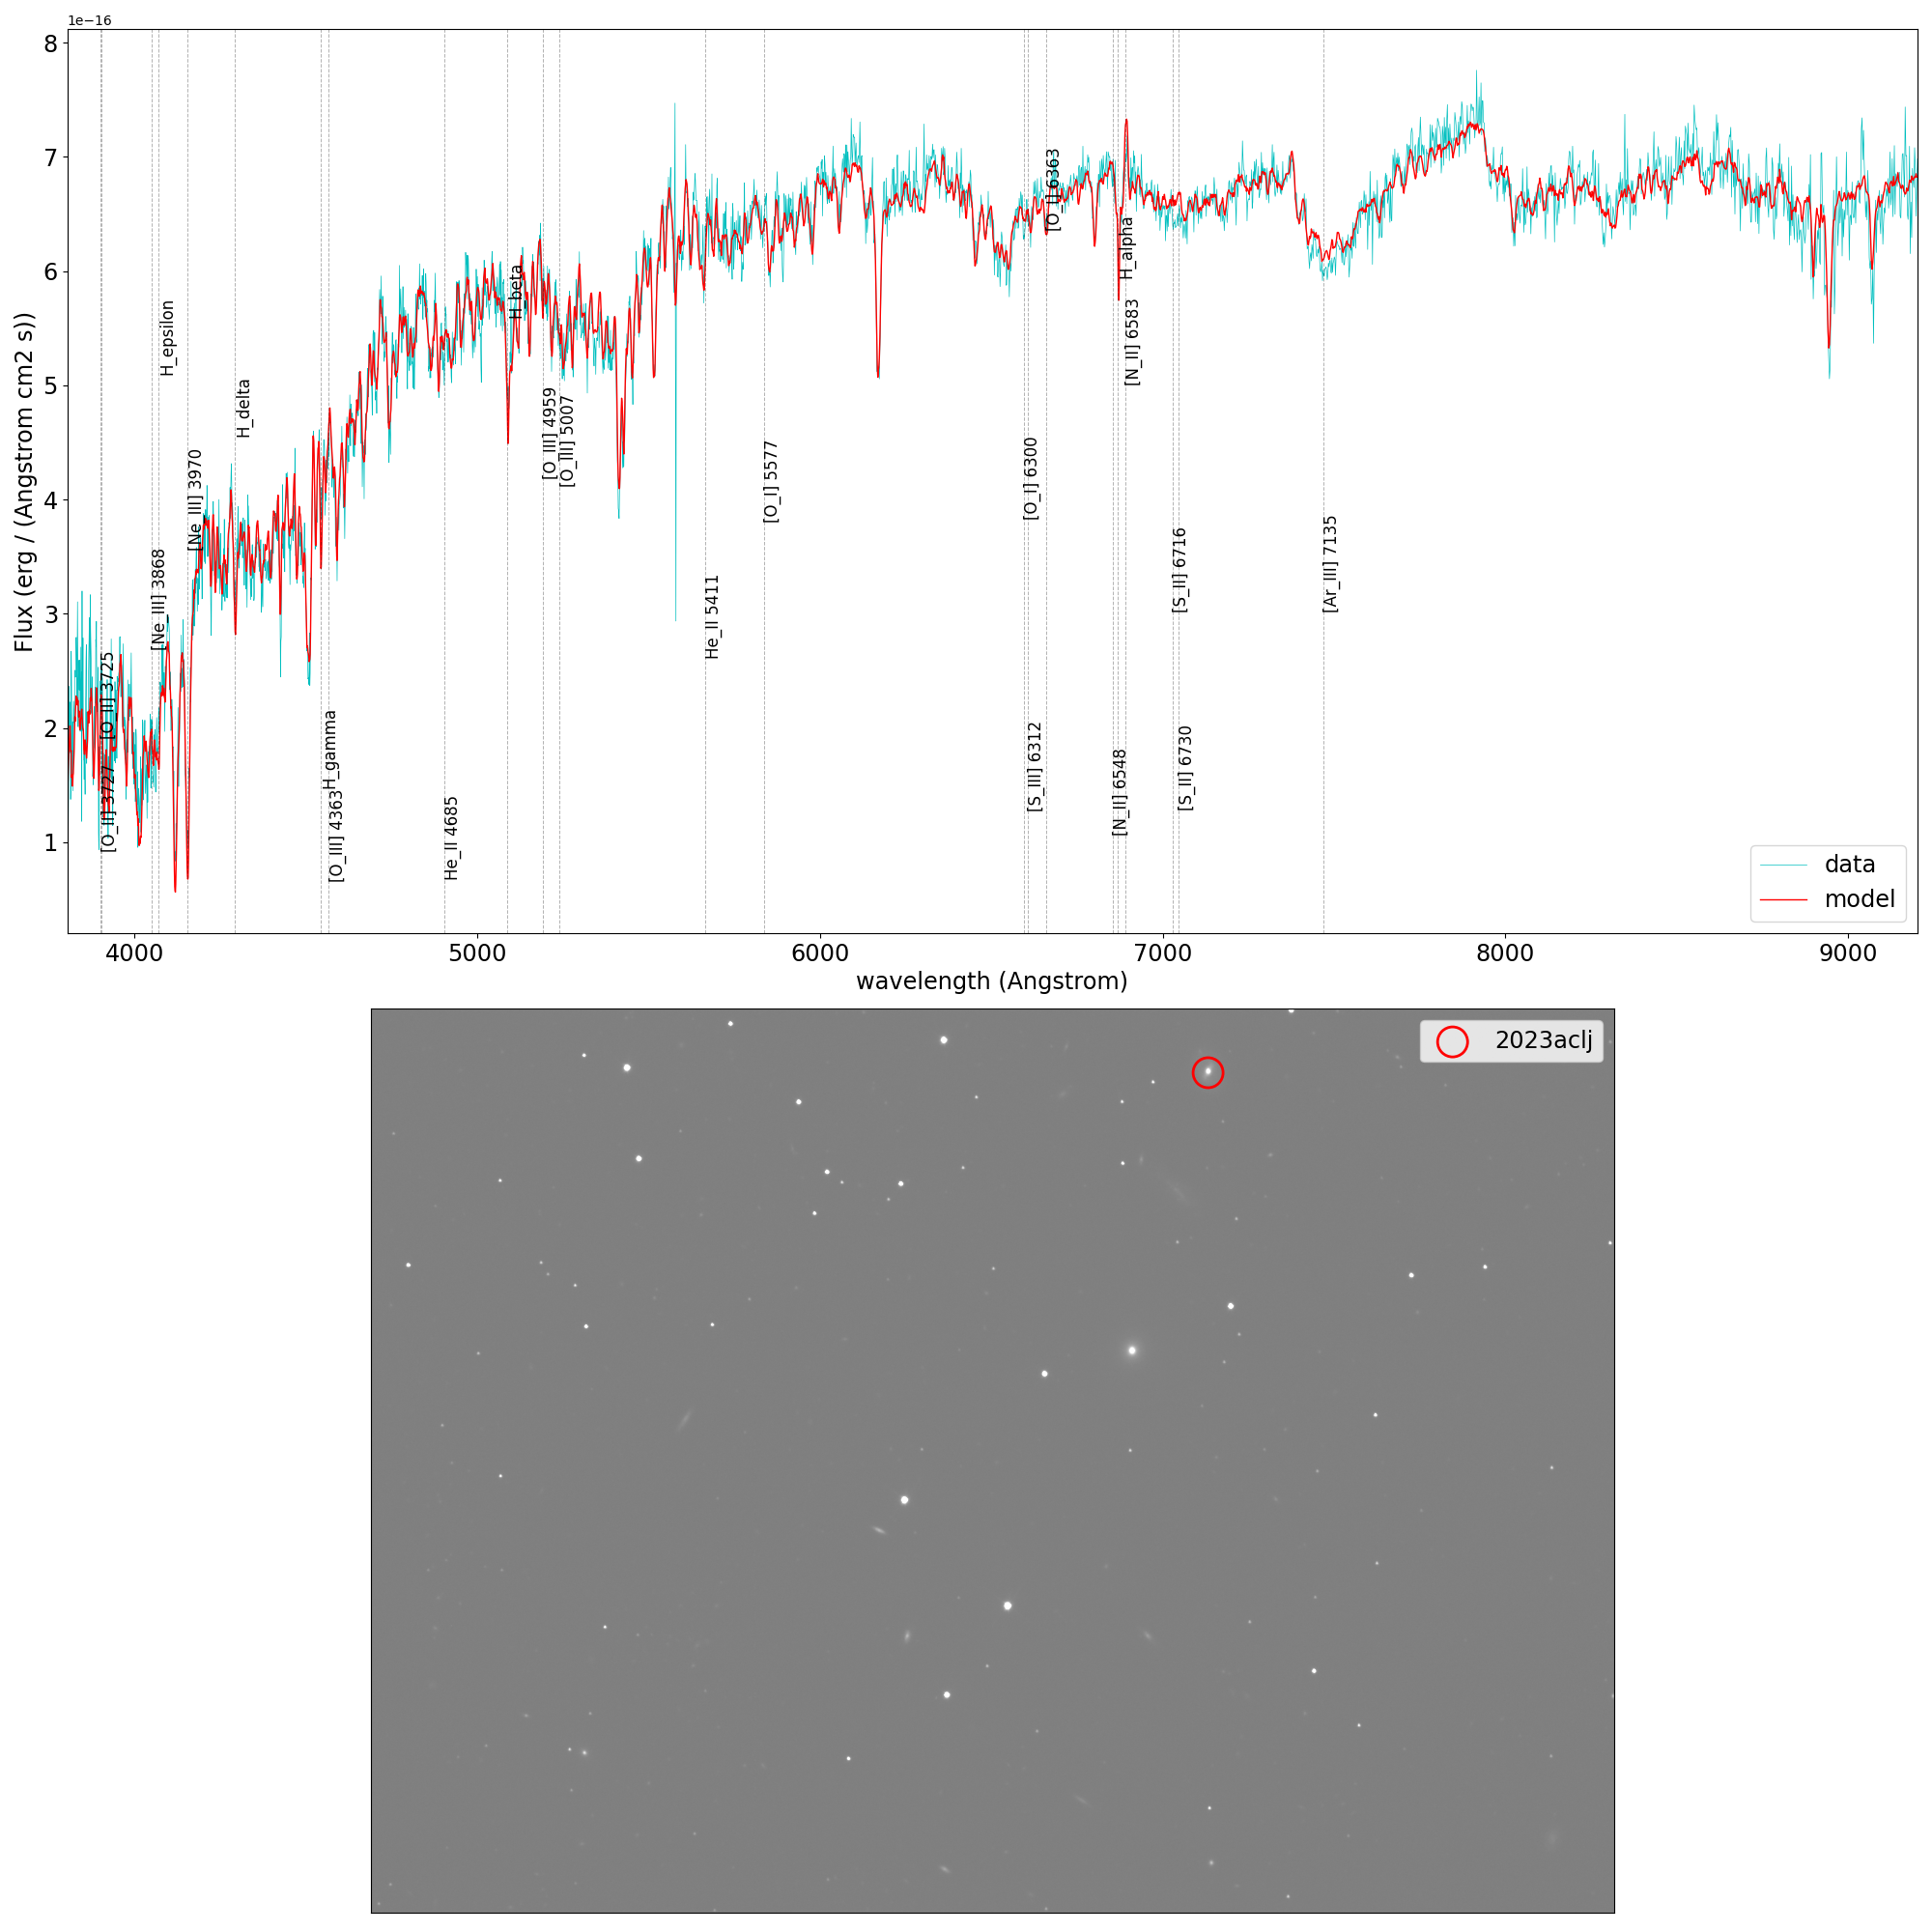 1e−16
8
7
6
5
4
3
2
1
Flux (erg / (Angstrom cm2 s))
[O_II] 3725
[O_II] 3727
[Ne_III] 3868
H_epsilon
[Ne_III] 3970
H_delta
H_gamma
[O_III] 4363
He_II 4685
H_beta
[O_III] 4959
[O_III] 5007
He_II 5411
[O_I] 5577
[O_I] 6300
[S_III] 6312
[O_I] 6363
[N_II] 6548
H_alpha
[N_II] 6583
[S_II] 6716
[S_II] 6730
[Ar_III] 7135
data
model
4000 5000 6000 7000 8000 9000
wavelength (Angstrom)
2023aclj